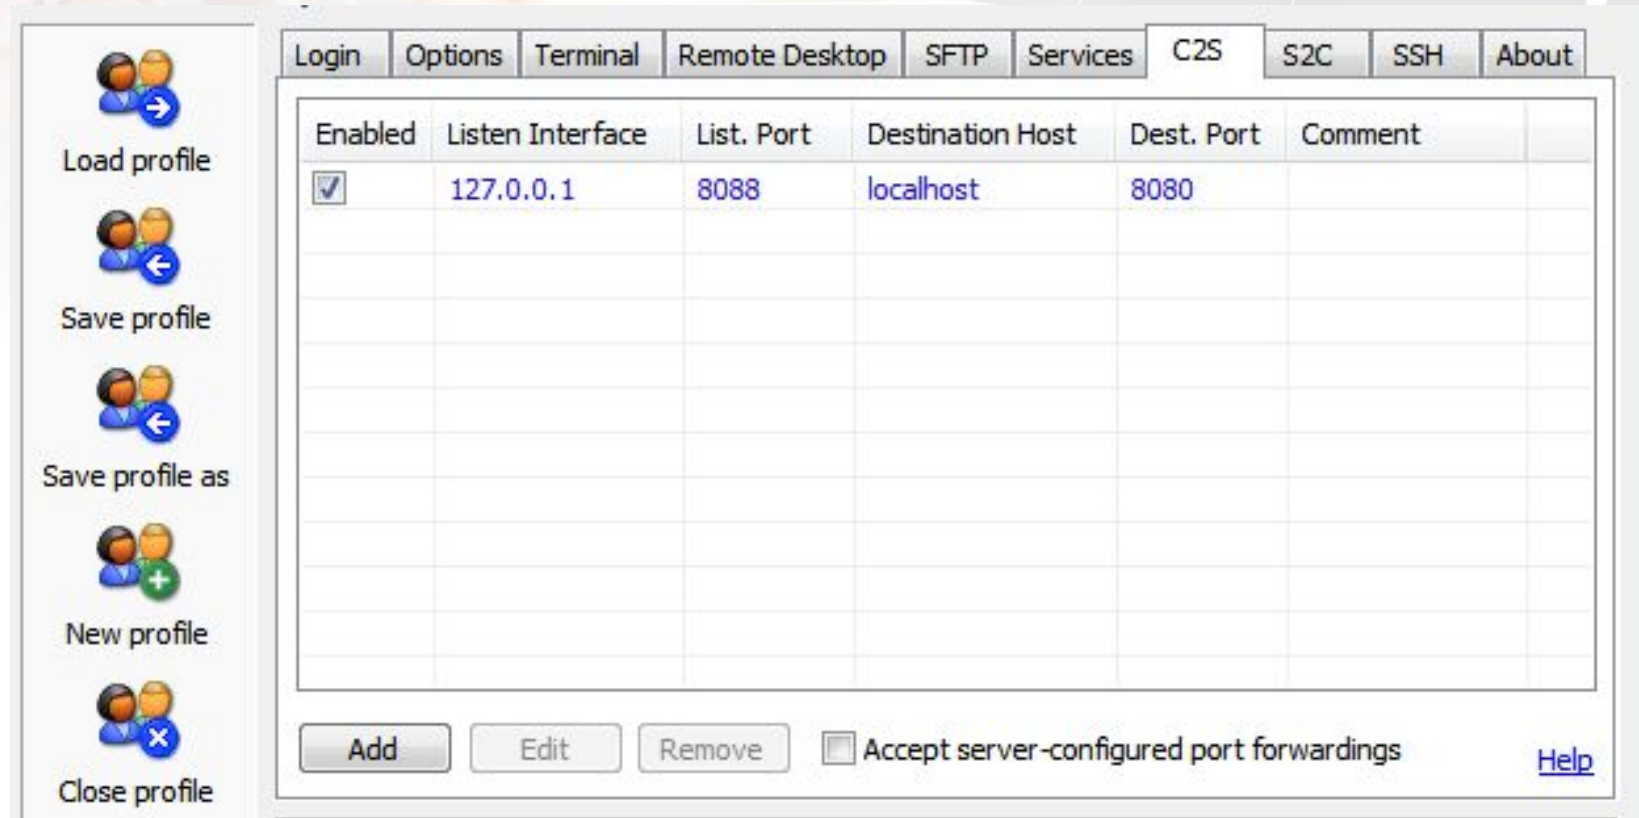 Load profile
Save profile
Save profile as
New profile
Close profile
Login Options Terminal Remote Desktop SFTP Services C2S S2C SSH About
Enabled Listen Interface List. Port Destination Host Dest. Port Comment
127.0.0.1 8088 localhost 8080
Add Edit Remove Accept server-configured port forwardings Help